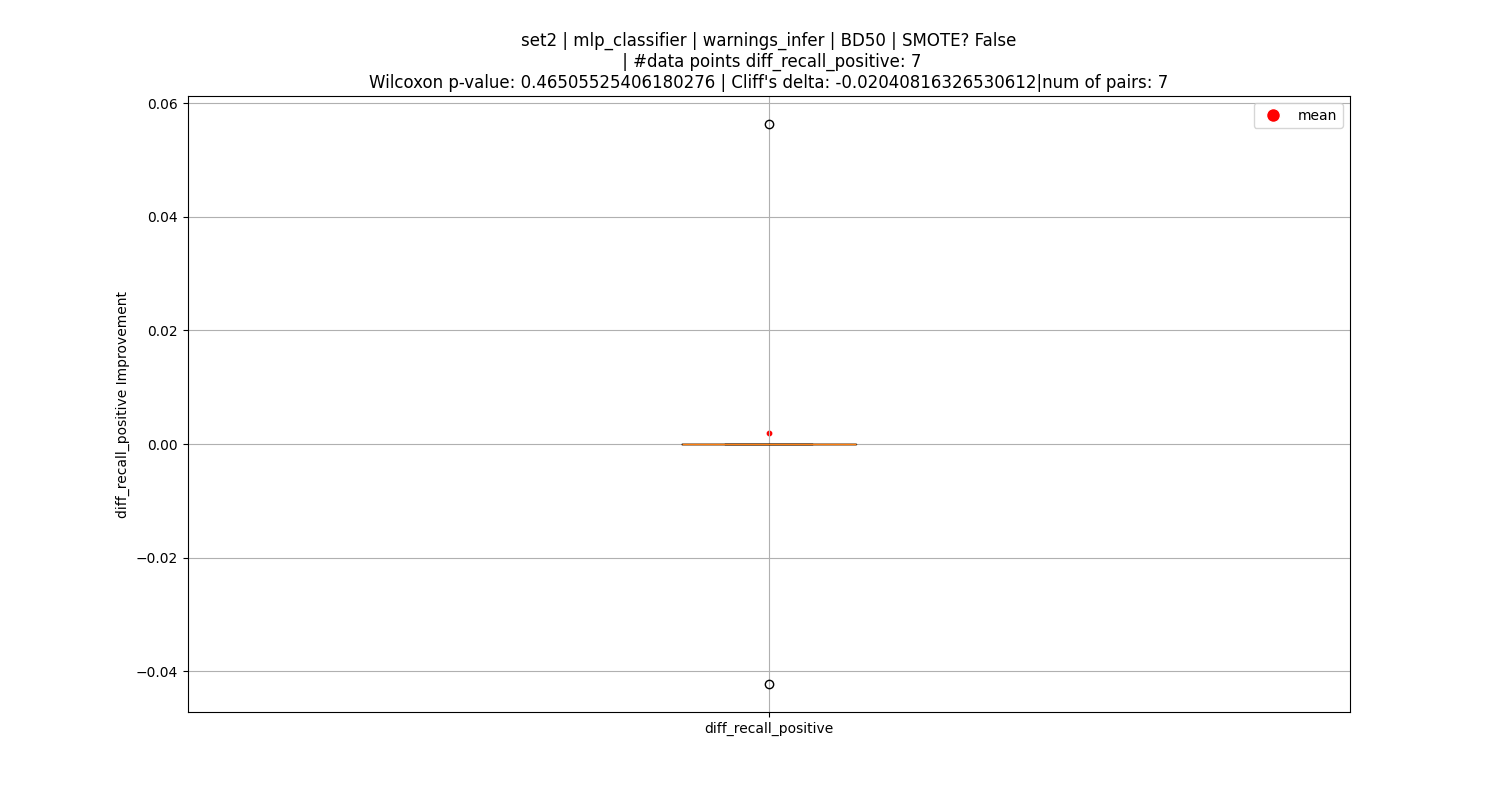 set2 | mlp_classifier | warnings_infer | BD50 | SMOTE? False
| #data points diff_recall_positive: 7
Wilcoxon p-value: 0.46505525406180276 | Cliff's delta: -0.02040816326530612|num of pairs: 7
mean
diff_recall_positive Improvement
0.06
0.04
0.02
0.00
−0.02
−0.04
diff_recall_positive